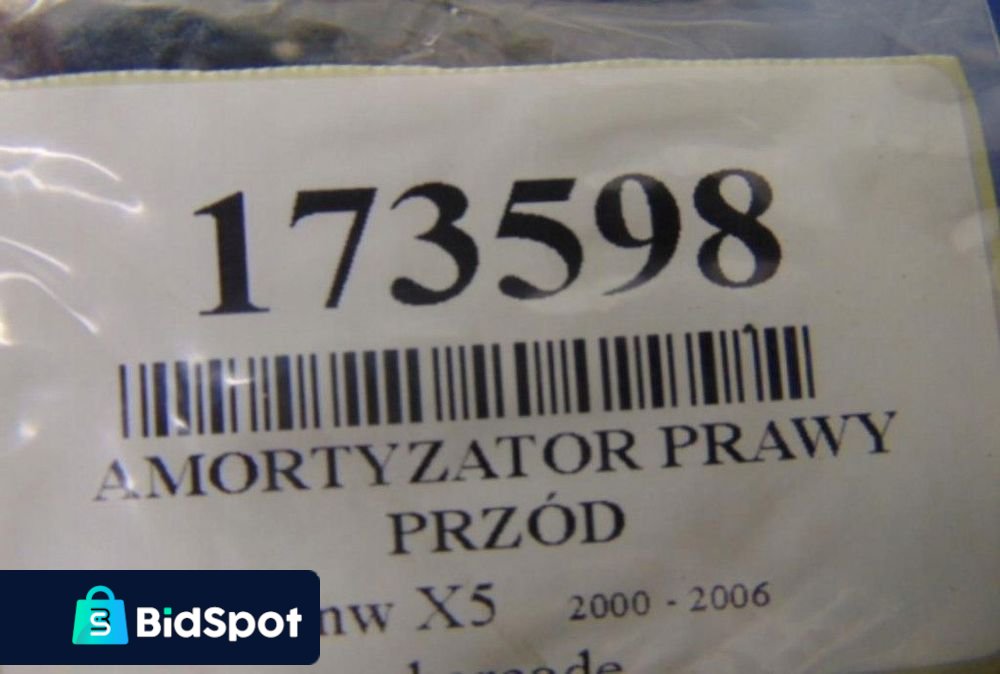 173598
AMORTYZATOR PRAWY
PRZÓD
X5 2000 - 2006
BidSpot